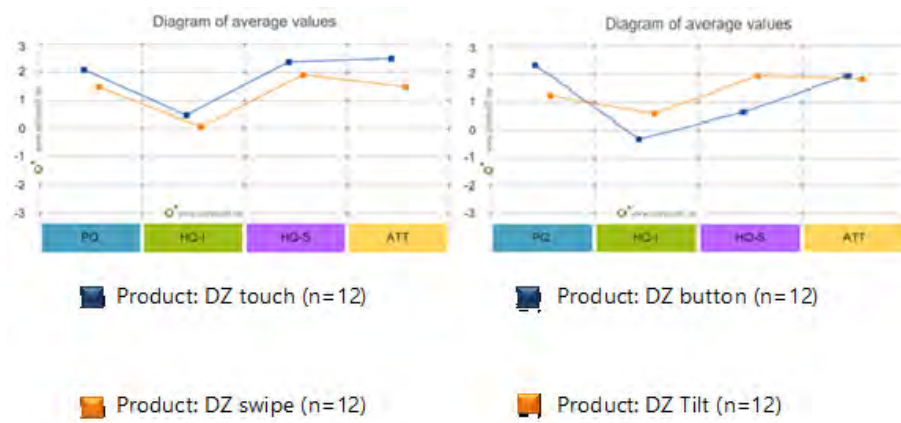 Diagram of average values
3
2
1
0
-1
-2
-3
PQ
HQ-I
HQ-S
ATT
Diagram of average values
3
2
1
0
-1
-2
-3
PQ
HQ-I
HQ-S
ATT
Product: DZ touch (n=12)
Product: DZ button (n=12)
Product: DZ swipe (n=12)
Product: DZ Tilt (n=12)